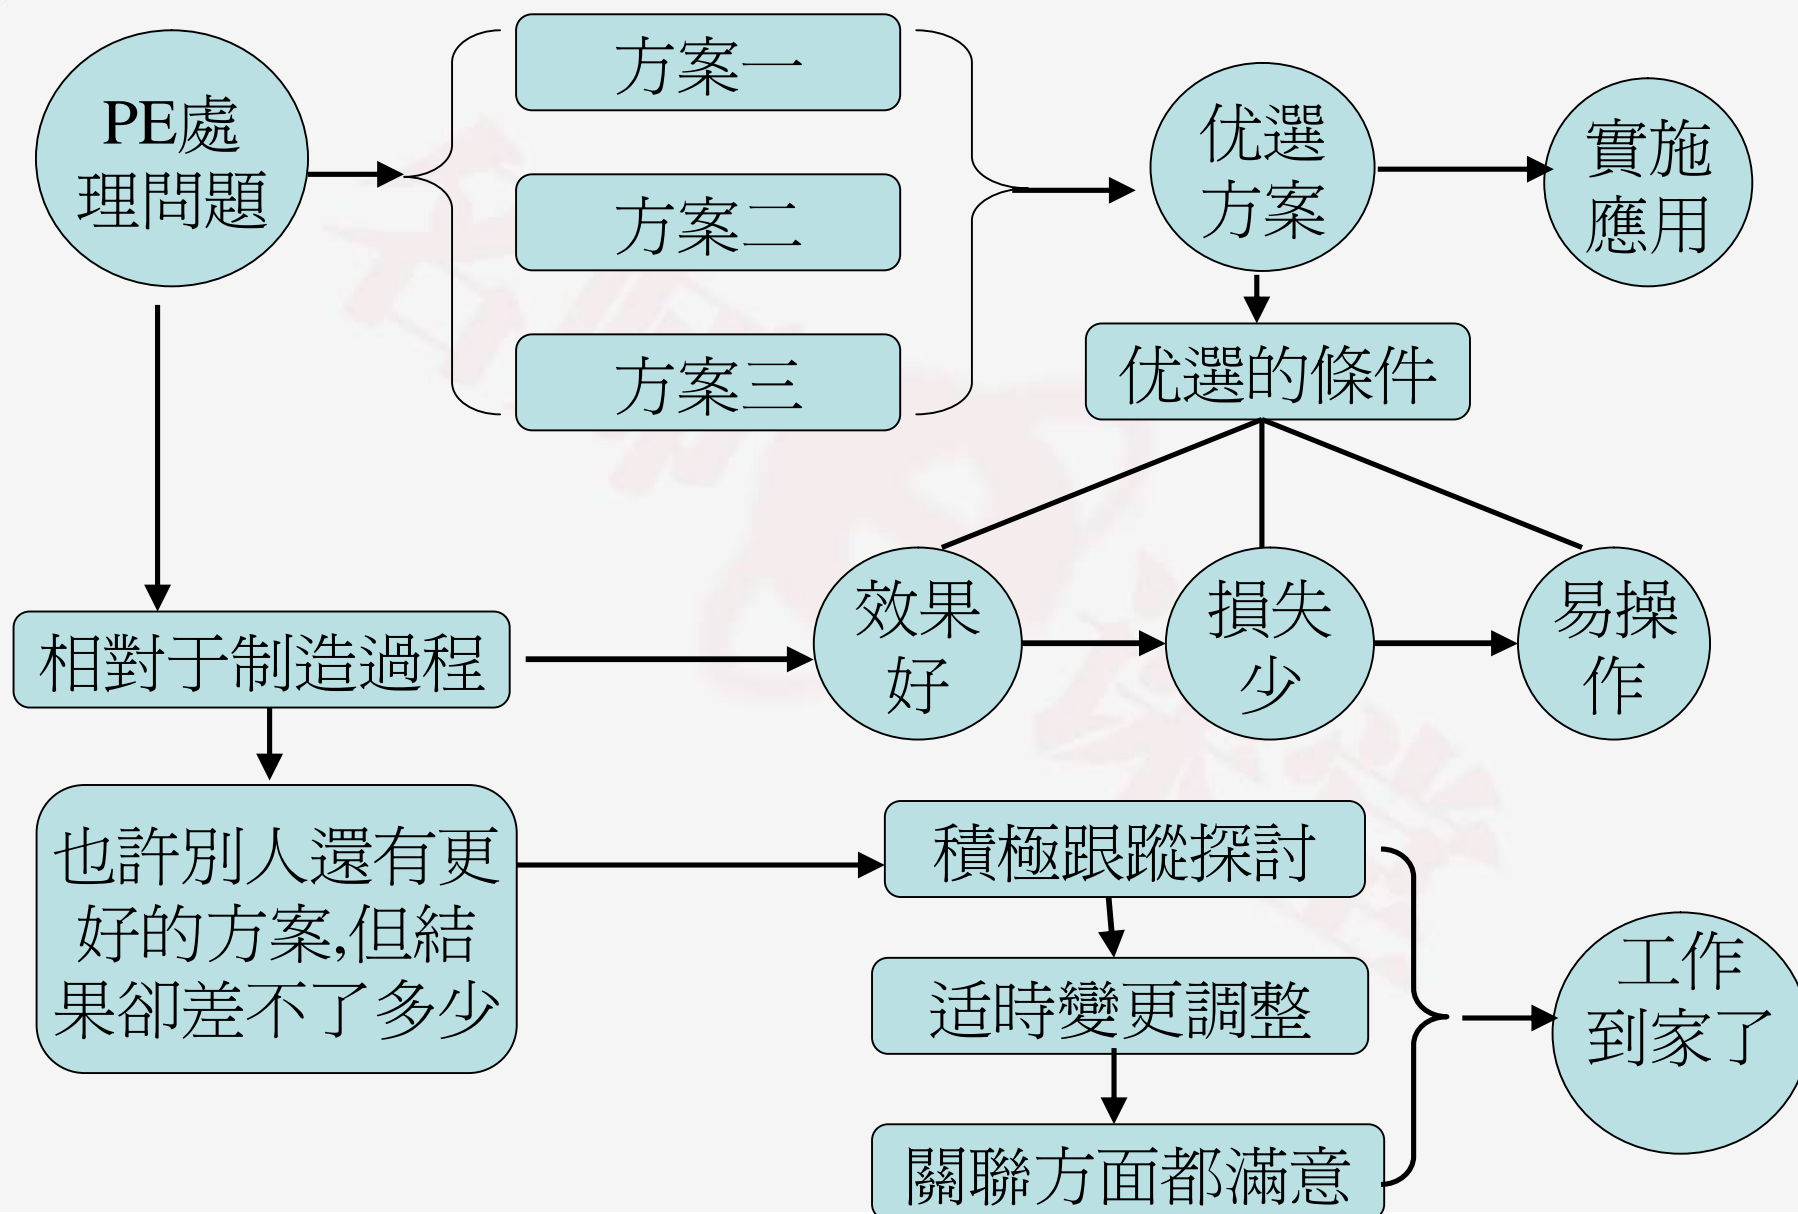 PE處
理問題
方案一
方案二
方案三
优選
方案
實施
應用
优選的條件
相對于制造過程
效果
好
損失
少
易操
作
也許別人還有更
好的方案,但結
果卻差不了多少
積極跟蹤探討
适時變更調整
關聯方面都滿意
工作
到家了